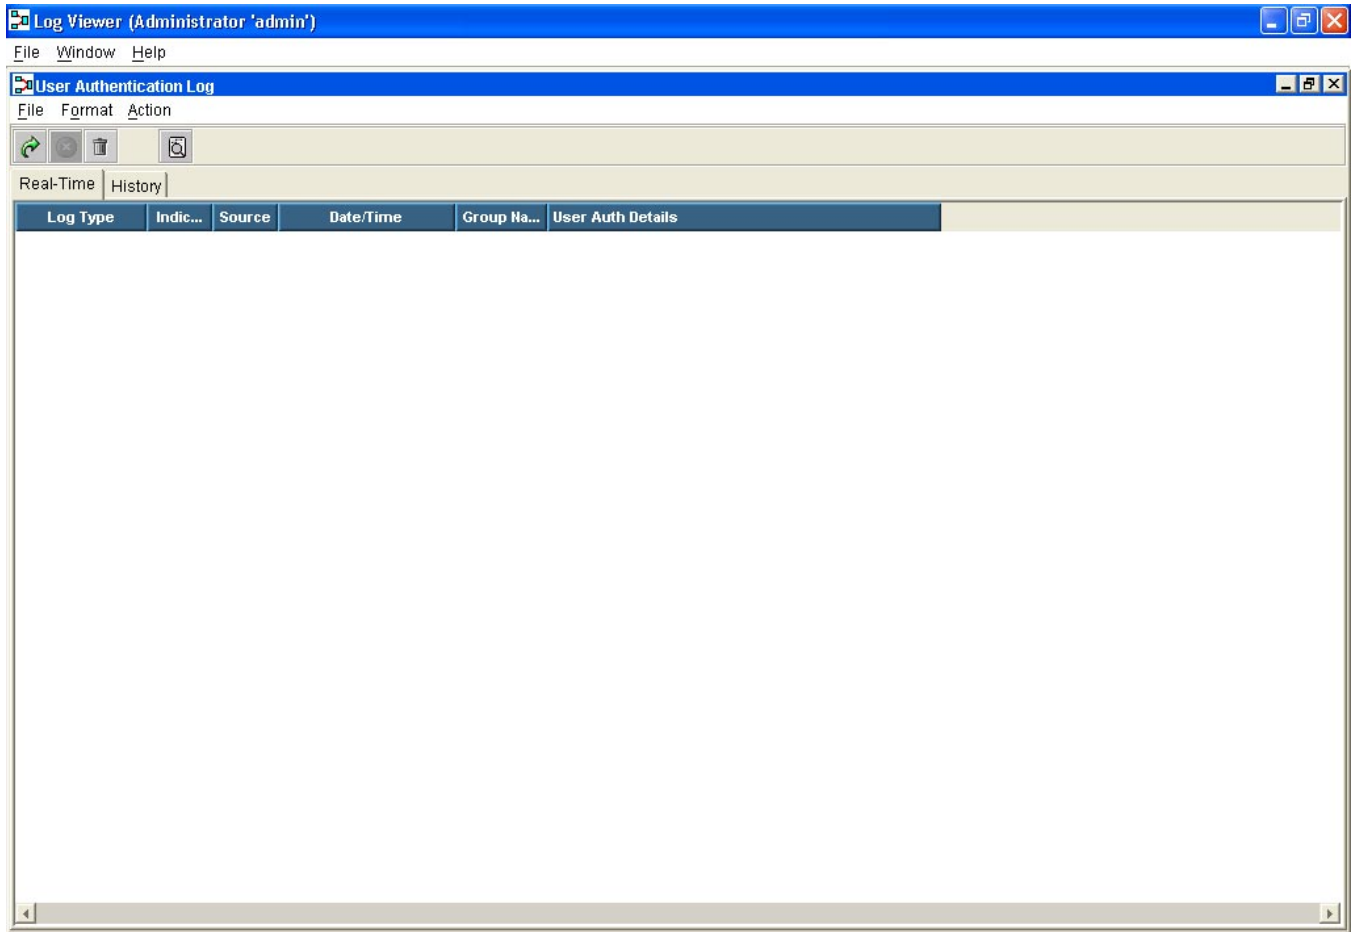 Log Viewer (Administrator 'admin')
File Window Help
User Authentication Log
File Format Action
Real-Time History
Log Type Indic... Source Date/Time Group Na... User Auth Details